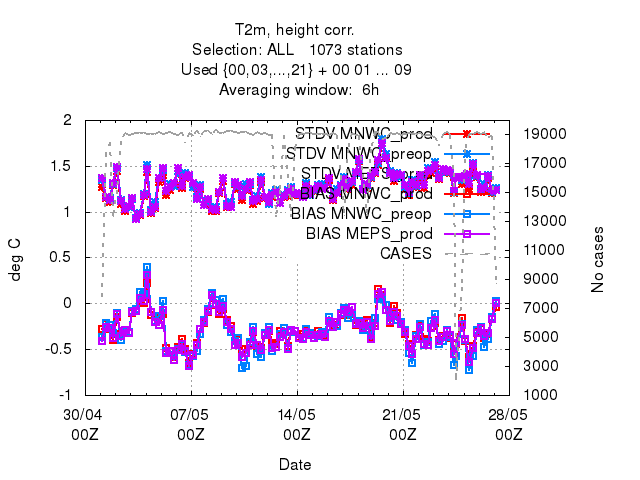 T2m, height corr.
Selection: ALL 1073 stations
Used {00,03,...,21} + 00 01 ... 09
Averaging window: 6h
2
1.5
1
0.5
0
-0.5
-1
deg C
STDV MNWC_prod
STDV MNWC_preop
STDV MEPS_prod
BIAS MNWC_prod
BIAS MNWC_preop
BIAS MEPS_prod
CASES
19000
17000
15000
13000
11000
9000
7000
5000
3000
1000
No cases
30/04 07/05 14/05 21/05 28/05
00Z 00Z 00Z 00Z 00Z
Date